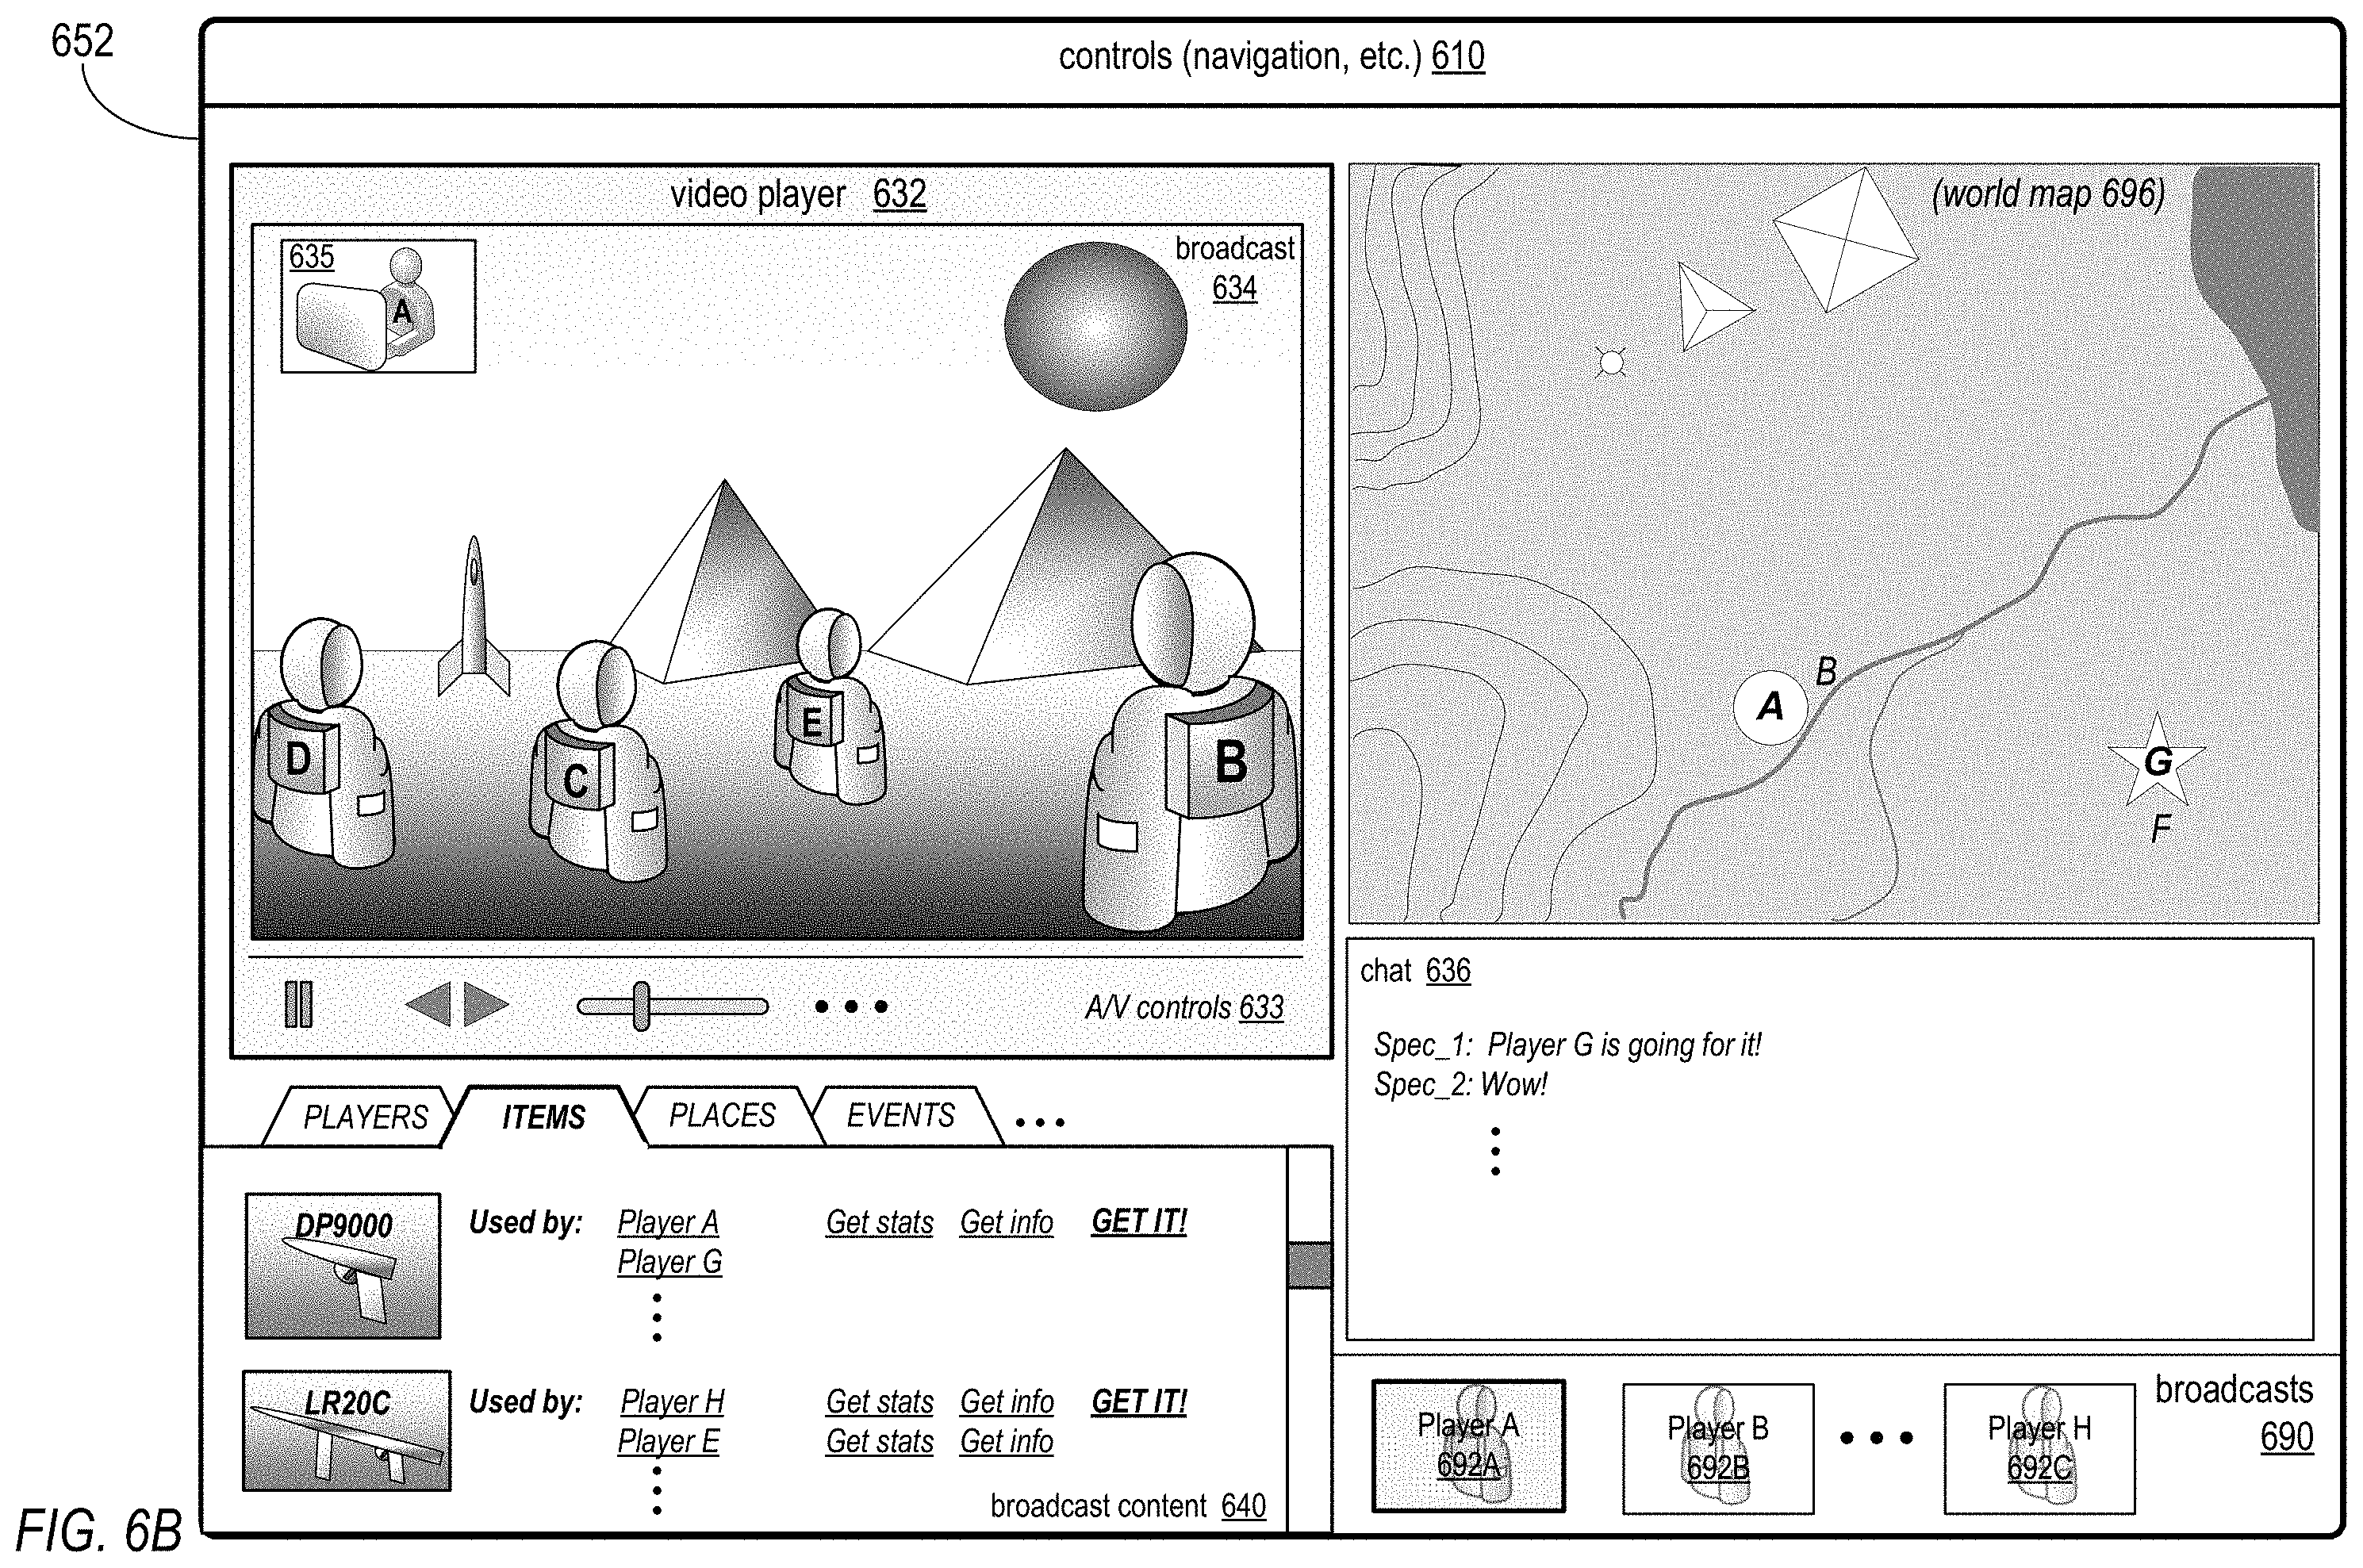 652
controls (navigation, etc.) 610
video player 632
635
A
broadcast
634
D
C
E
B
A/V controls 633
(world map 696)
A
B
G
F
chat 636
Spec_1: Player G is going for it!
Spec_2: Wow!
PLAYERS
ITEMS
PLACES
EVENTS
DP9000
Used by: Player A Get stats Get info GET IT!
Player G
LR20C
Used by: Player H Get stats Get info GET IT!
Player E Get stats Get info
broadcast content 640
Player A
692A
Player B
692B
Player H
692C
broadcasts
690
FIG. 6B